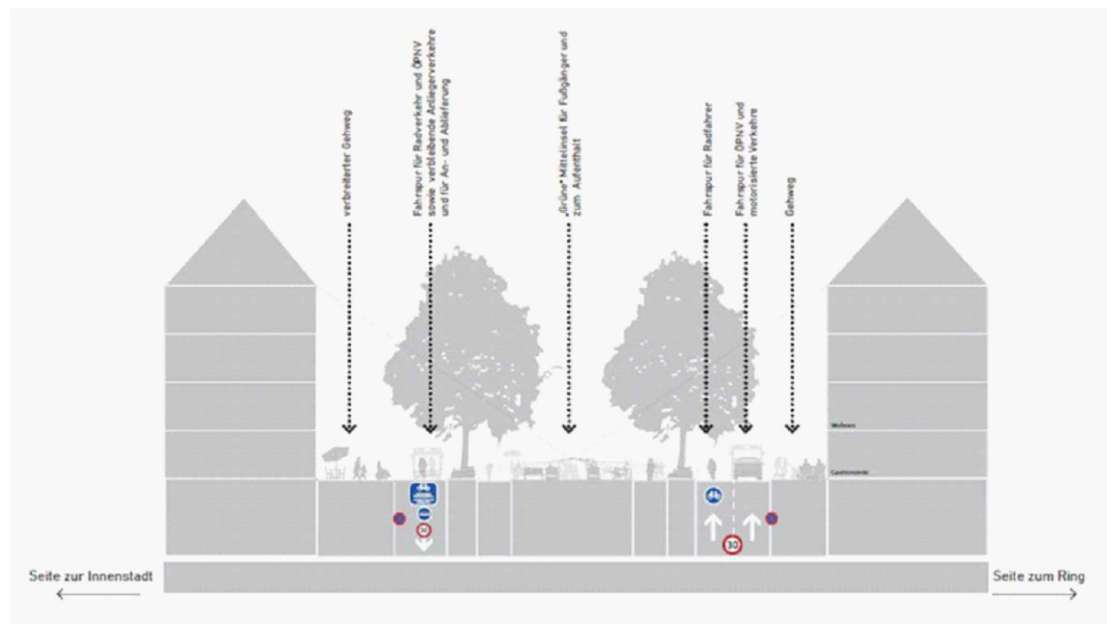 verbreiterter Gehweg
Fahrspur für Radverkehr und ÖPNV
sowie verbleibende Anliegerverkehre
und für An- und Ablieferung
„Grüne“ Mittelinsel für Fußgänger und
zum Aufenthalt
Fahrspur für Radfahrer
Fahrspur für ÖPNV und
motorisierte Verkehre
Gehweg
Wohnen
Gastronomie
30
Seite zur Innenstadt
Seite zum Ring